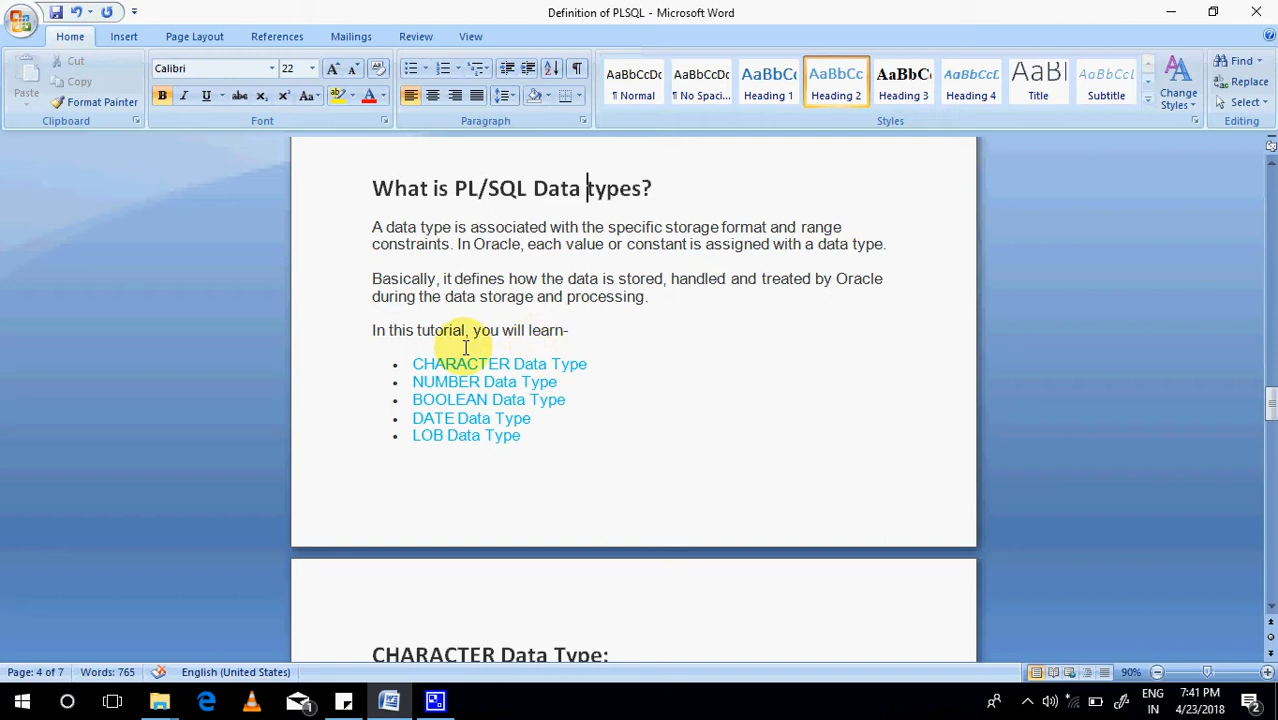 Definition of PLSQL - Microsoft Word
Home Insert Page Layout References Mailings Review View
Paste
Cut
Copy
Format Painter
Clipboard
Calibri 22
Font
Paragraph
AaBbCcDc AaBbCcDc AaBbCc AaBbCc AaBbC AaBbCcL AaBbl AaBbCcL
¶ Normal ¶ No Spaci... Heading 1 Heading 2 Heading 3 Heading 4 Title Subtitle
Change Styles
Styles
Find
Replace
Select
Editing
What is PL/SQL Data types?
A data type is associated with the specific storage format and range
constraints. In Oracle, each value or constant is assigned with a data type.
Basically, it defines how the data is stored, handled and treated by Oracle
during the data storage and processing.
In this tutorial, you will learn-
• CHARACTER Data Type
• NUMBER Data Type
• BOOLEAN Data Type
• DATE Data Type
• LOB Data Type
CHARACTER Data Type:
Page: 4 of 7 Words: 765 English (United States) 90%
ENG 7:41 PM
IN 4/23/2018